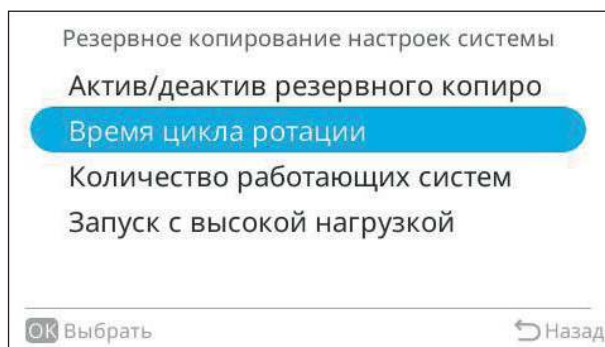 Резервное копирование настроек системы
Актив/деактив резервного копиро
Время цикла ротации
Количество работающих систем
Запуск с высокой нагрузкой
OK Выбрать
Назад